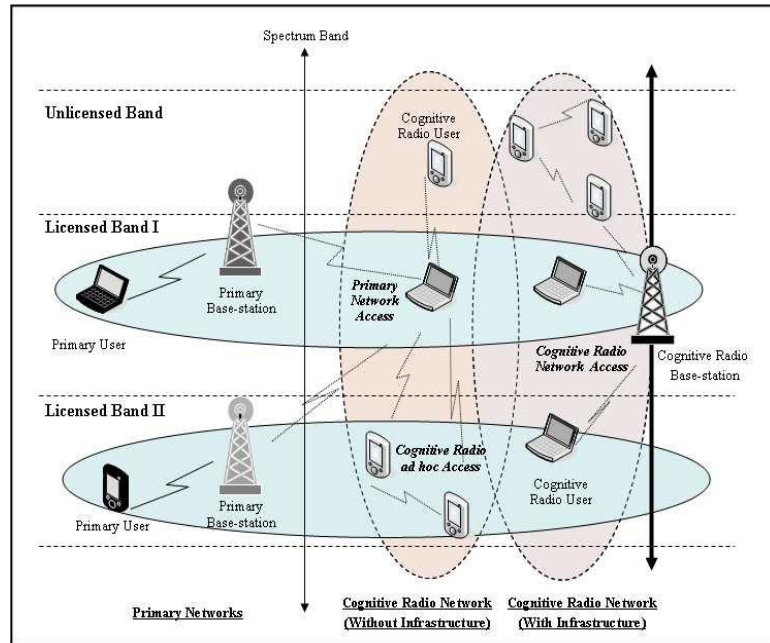 Spectrum Band
Unlicensed Band
Cognitive
Radio User
Licensed Band I
Primary
Base-station
Primary User
Primary
Network
Access
Cognitive Radio
Network Access
Cognitive Radio
Base-station
Licensed Band II
Primary
Base-station
Primary User
Cognitive Radio
ad hoc Access
Cognitive
Radio User
Primary Networks
Cognitive Radio Network
(Without Infrastructure)
Cognitive Radio Network
(With Infrastructure)